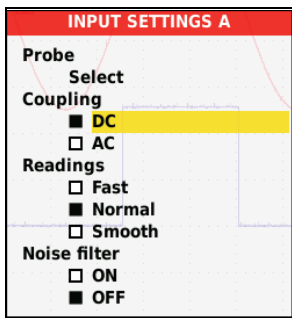 INPUT SETTINGS A
Probe
Select
Coupling
DC
AC
Readings
Fast
Normal
Smooth
Noise filter
ON
OFF